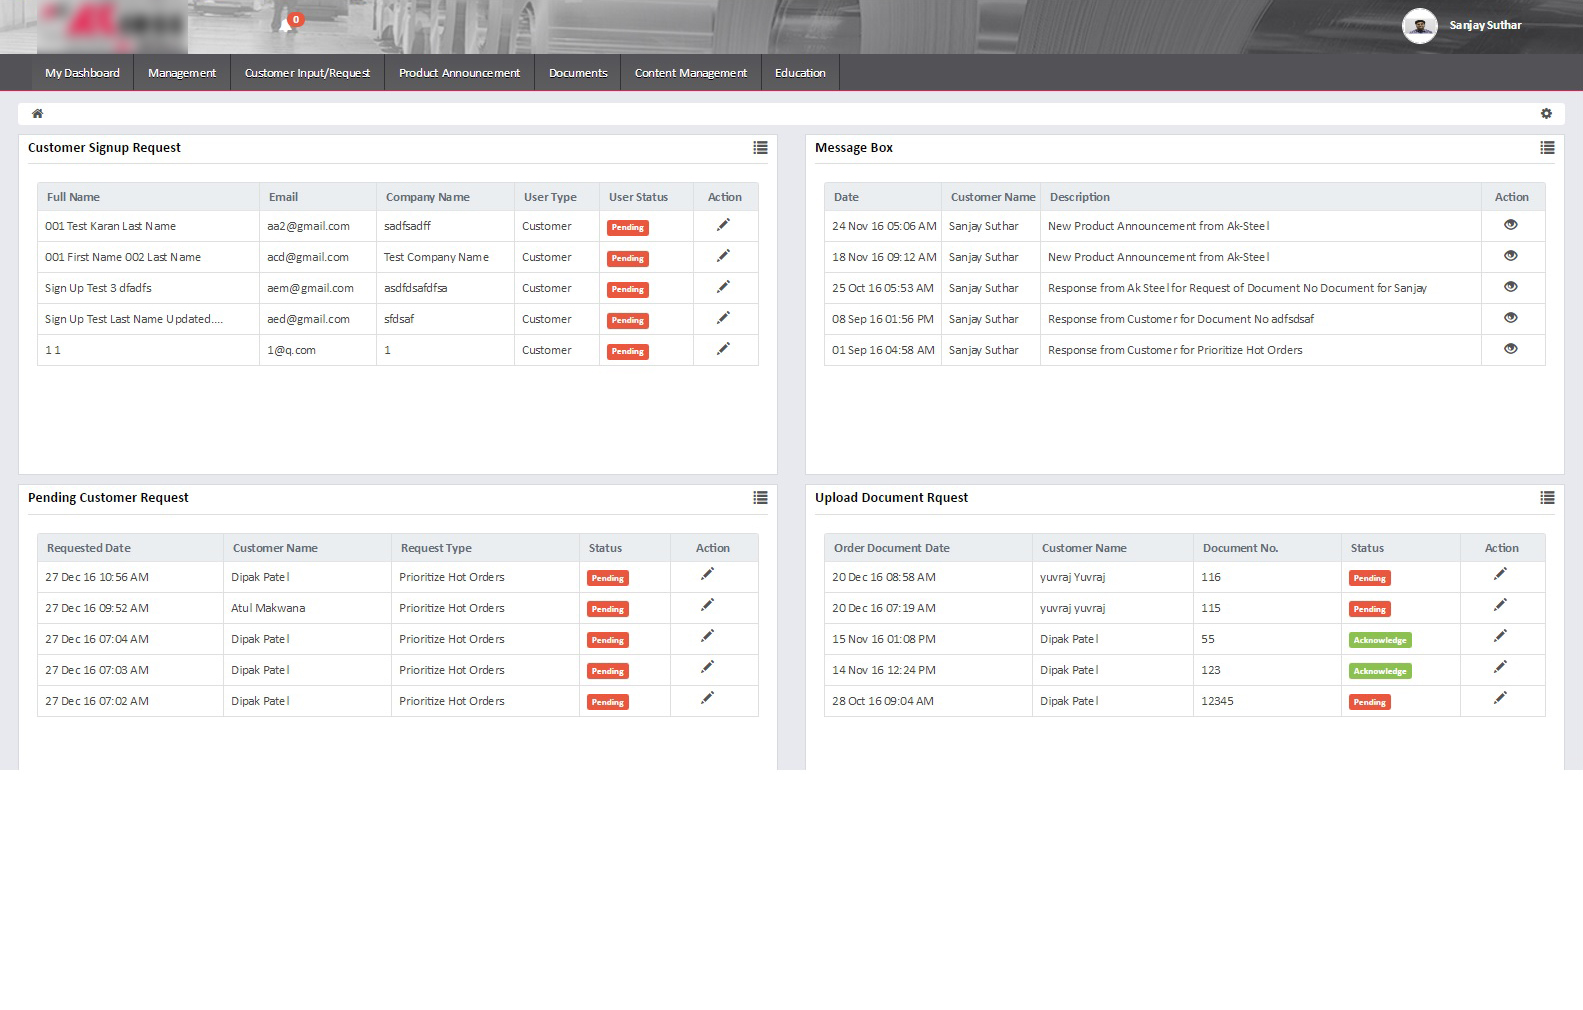 0
Sanjay Suthar
My Dashboard Management Customer Input/Request Product Announcement Documents Content Management Education
Customer Signup Request
Full Name Email Company Name User Type User Status Action
001 Test Karan Last Name aa2@gmail.com sadfsadff Customer Pending
001 First Name 002 Last Name acd@gmail.com Test Company Name Customer Pending
Sign Up Test 3 dfadfs aem@gmail.com asdfdsafdfsa Customer Pending
Sign Up Test Last Name Updated.... aed@gmail.com sfdsaf Customer Pending
1 1 1@q.com 1 Customer Pending
Message Box
Date Customer Name Description Action
24 Nov 16 05:06 AM Sanjay Suthar New Product Announcement from Ak-Steel
18 Nov 16 09:12 AM Sanjay Suthar New Product Announcement from Ak-Steel
25 Oct 16 05:53 AM Sanjay Suthar Response from Ak Steel for Request of Document No Document for Sanjay
08 Sep 16 01:56 PM Sanjay Suthar Response from Customer for Document No adfsdsaf
01 Sep 16 04:58 AM Sanjay Suthar Response from Customer for Prioritize Hot Orders
Pending Customer Request
Requested Date Customer Name Request Type Status Action
27 Dec 16 10:56 AM Dipak Patel Prioritize Hot Orders Pending
27 Dec 16 09:52 AM Atul Makwana Prioritize Hot Orders Pending
27 Dec 16 07:04 AM Dipak Patel Prioritize Hot Orders Pending
27 Dec 16 07:03 AM Dipak Patel Prioritize Hot Orders Pending
27 Dec 16 07:02 AM Dipak Patel Prioritize Hot Orders Pending
Upload Document Rquest
Order Document Date Customer Name Document No. Status Action
20 Dec 16 08:58 AM yuvraj Yuvraj 116 Pending
20 Dec 16 07:19 AM yuvraj yuvraj 115 Pending
15 Nov 16 01:08 PM Dipak Patel 55 Acknowledge
14 Nov 16 12:24 PM Dipak Patel 123 Acknowledge
28 Oct 16 09:04 AM Dipak Patel 12345 Pending